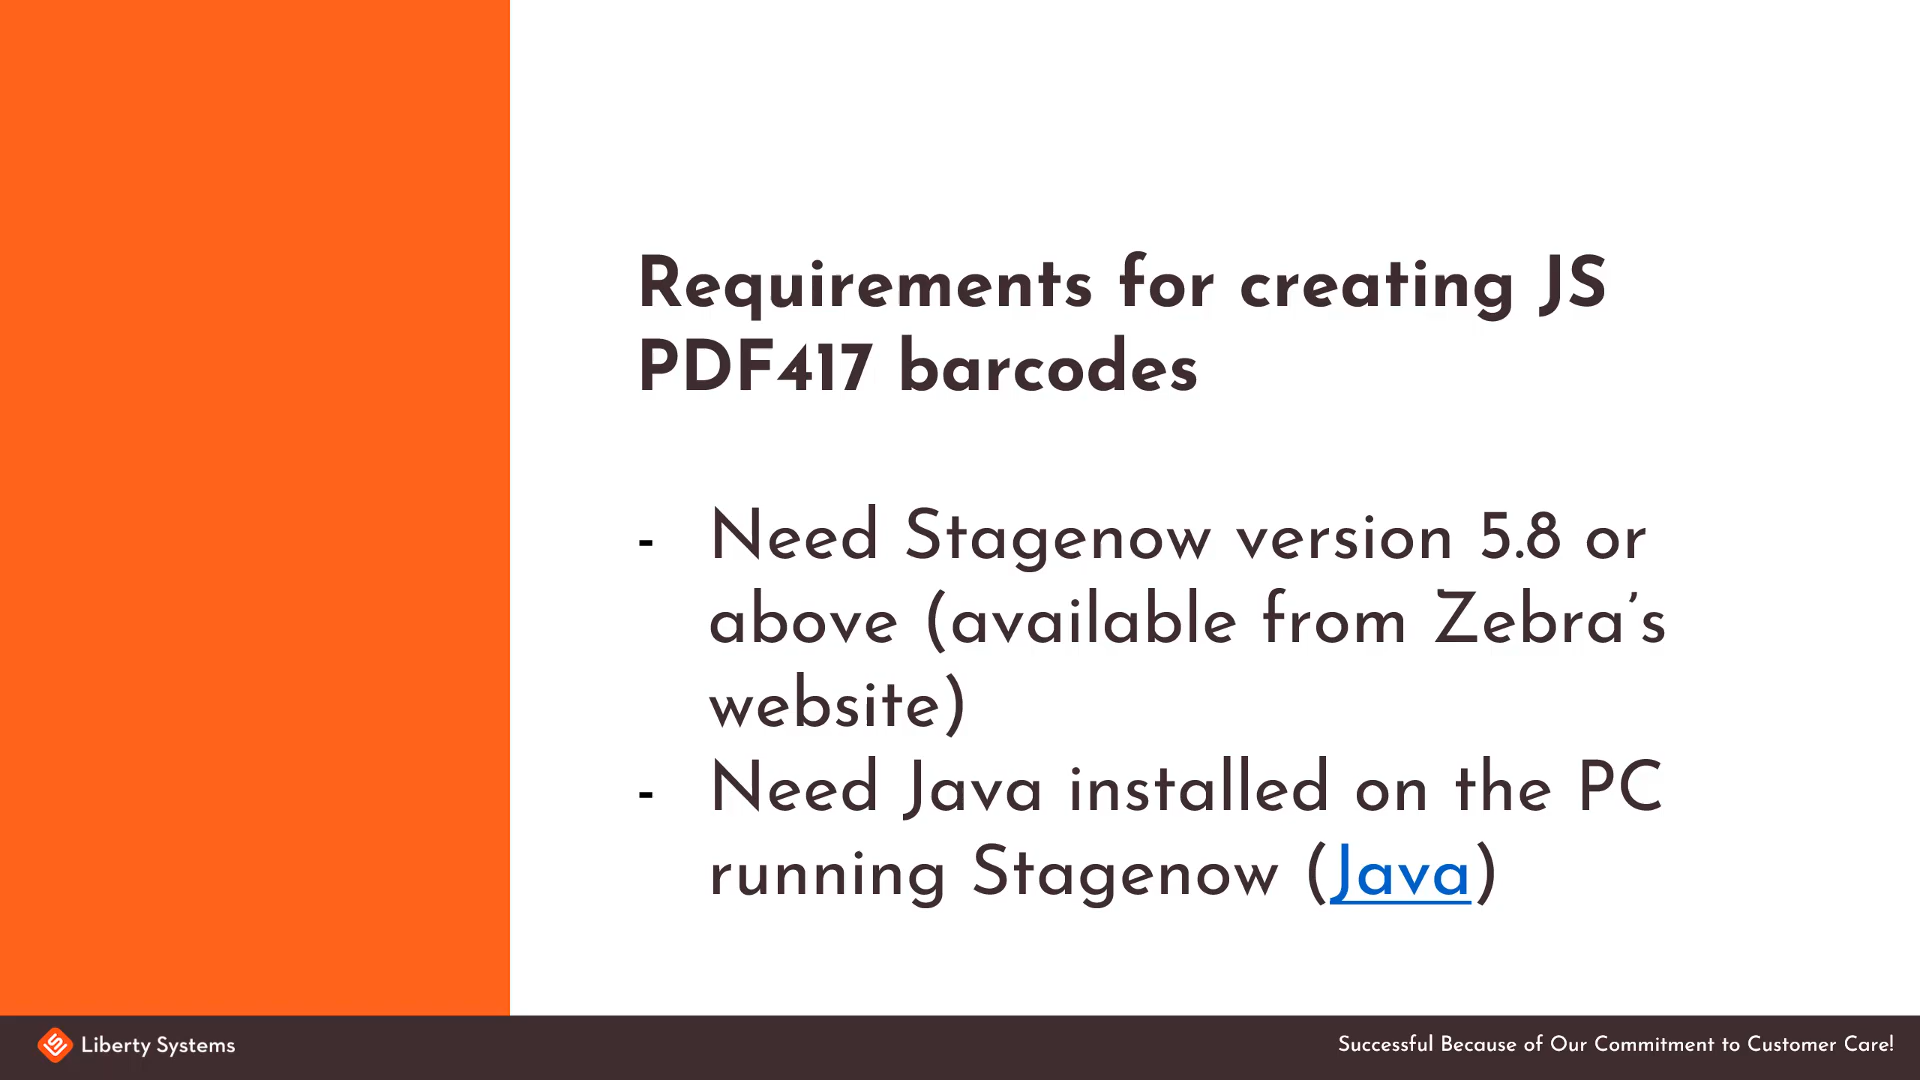 Requirements for creating JS
PDF417 barcodes
- Need Stagenow version 5.8 or
above (available from Zebra’s
website)
- Need Java installed on the PC
running Stagenow (Java)
Liberty Systems
Successful Because of Our Commitment to Customer Care!